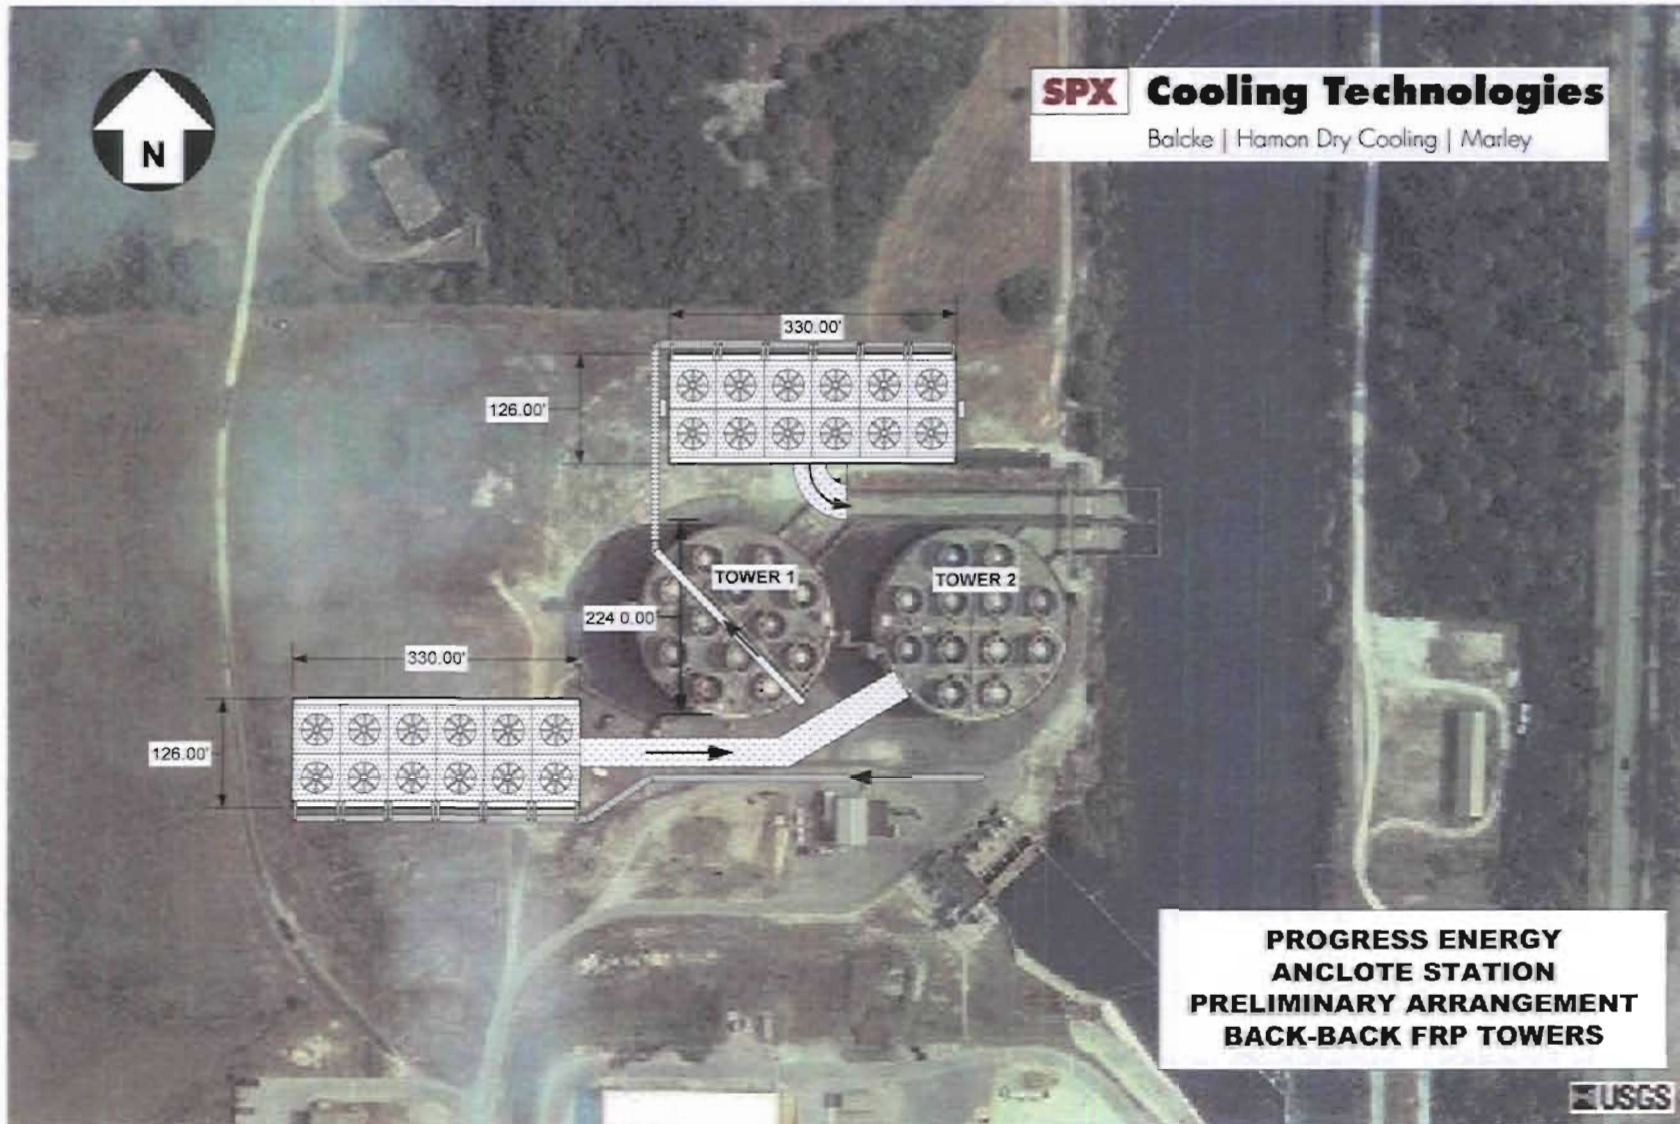 N
SPX Cooling Technologies
Balcke | Hamon Dry Cooling | Marley
330.00'
126.00'
TOWER 1
TOWER 2
224 0.00
330.00'
126.00'
PROGRESS ENERGY
ANCLOTE STATION
PRELIMINARY ARRANGEMENT
BACK-BACK FRP TOWERS
USGS